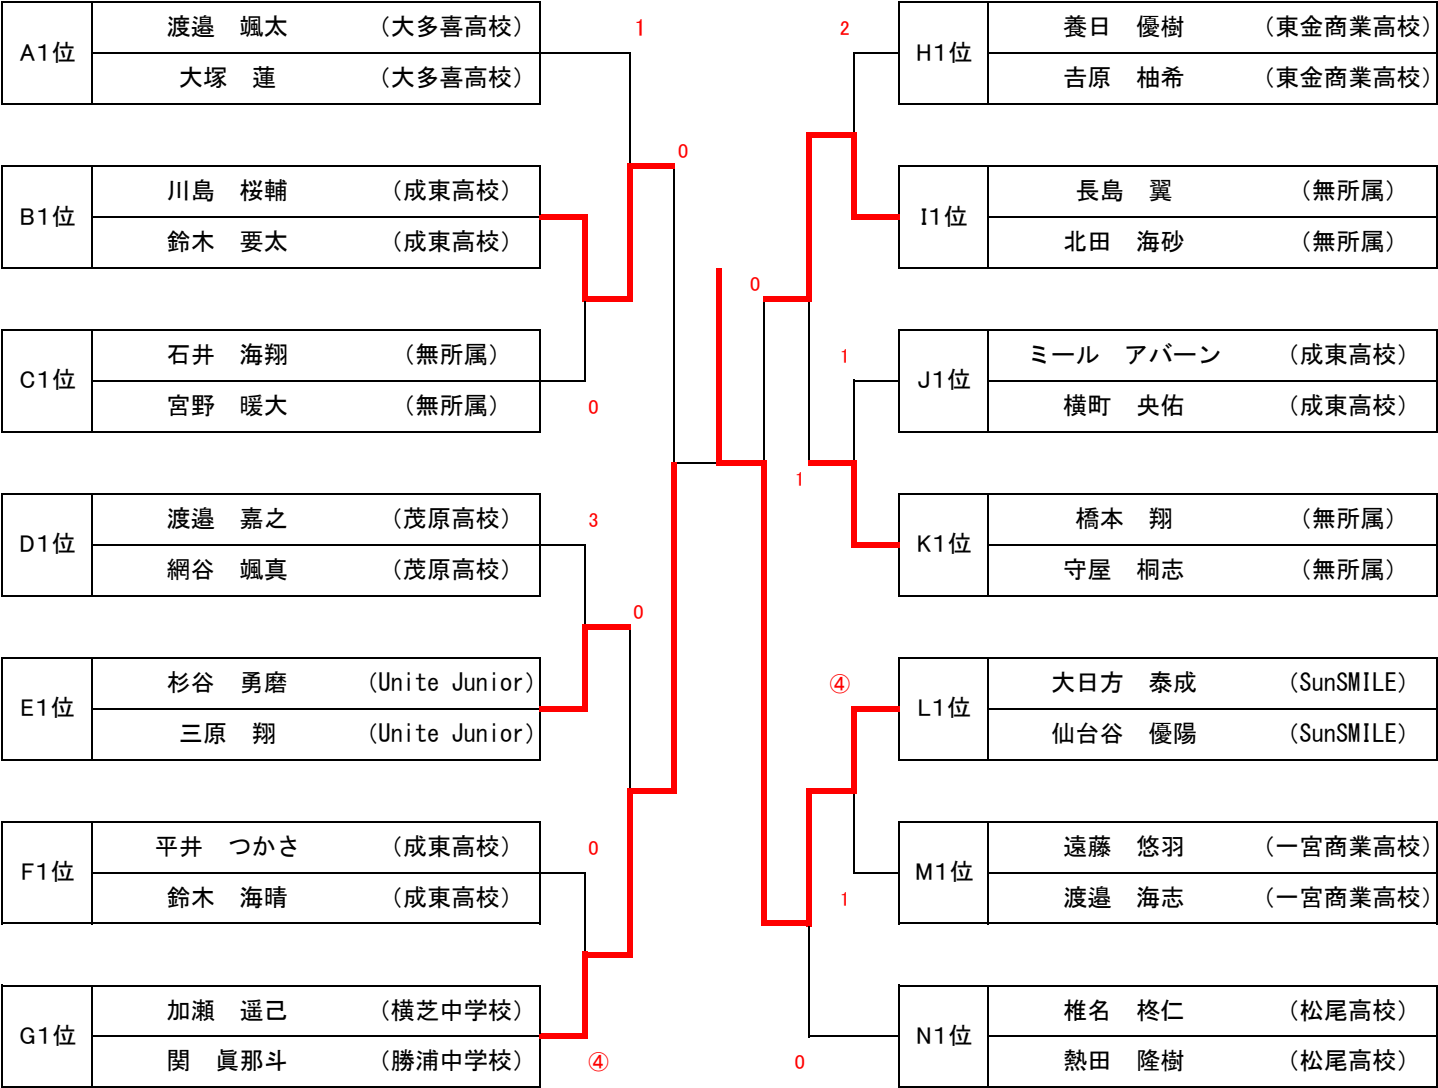 A1位 渡邉 颯太 （大多喜高校）
大塚 蓮 （大多喜高校）
1
B1位 川島 桜輔 （成東高校）
鈴木 要太 （成東高校）
0
C1位 石井 海翔 （無所属）
宮野 暖大 （無所属）
0
D1位 渡邉 嘉之 （茂原高校）
網谷 颯真 （茂原高校）
3
0
E1位 杉谷 勇磨 （Unite Junior）
三原 翔 （Unite Junior）
F1位 平井 つかさ （成東高校）
鈴木 海晴 （成東高校）
0
G1位 加瀬 遥己 （横芝中学校）
関 眞那斗 （勝浦中学校）
④
2
H1位 養日 優樹 （東金商業高校）
吉原 柚希 （東金商業高校）
I1位 長島 翼 （無所属）
北田 海砂 （無所属）
0
1
J1位 ミール アバーン （成東高校）
横町 央佑 （成東高校）
1
K1位 橋本 翔 （無所属）
守屋 桐志 （無所属）
④
L1位 大日方 泰成 （SunSMILE）
仙台谷 優陽 （SunSMILE）
M1位 遠藤 悠羽 （一宮商業高校）
渡邉 海志 （一宮商業高校）
1
N1位 椎名 柊仁 （松尾高校）
熱田 隆樹 （松尾高校）
0